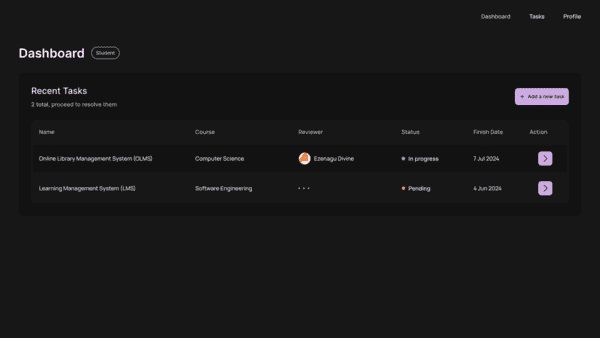 Dashboard Tasks Profile
Dashboard Student
Recent Tasks
2 total, proceed to resolve them
+ Add a new task
Name Course Reviewer Status Finish Date Action
Online Library Management System (OLMS) Computer Science Ezenagu Divine In progress 7 Jul 2024
Learning Management System (LMS) Software Engineering • • • Pending 4 Jun 2024